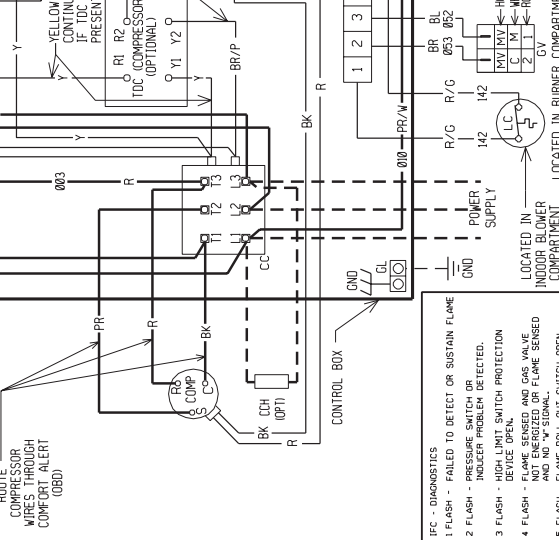 YELLOW
CONTINU
IF TDC
PRESENT
Y
R1
R2
TDC (COMPRESSOR)
(OPTIONAL)
Y1
Y2
Y
Y
Y
BR/P
R
BK
3
2
1
BL
052
BR
053
MV
MV
M
C
1
2
GV
R/G
142
R/G
142
LC
010
PR/W
003
R
T3
L3
T2
L2
T1
L1
CC
POWER
SUPPLY
GND
GL
GND
LOCATED IN
INDOOR BLOWER
COMPARTMENT
LOCATED IN BURNER COMPARTME
PR
R
BK
R
C
S
COMP
CCH
(OPT)
BK
R
CONTROL BOX
ROUTE
COMPRESSOR
WIRES THROUGH
COMFORT ALERT
(OBD)
IFC - DIAGNOSTICS
1 FLASH - FAILED TO DETECT OR SUSTAIN FLAME
2 FLASH - PRESSURE SWITCH OR
INDUCER PROBLEM DETECTED.
3 FLASH - HIGH LIMIT SWITCH PROTECTION
DEVICE OPEN.
4 FLASH - FLAME SENSED AND GAS VALVE
NOT ENERGIZED OR FLAME SENSED
AND NO "W" SIGNAL.